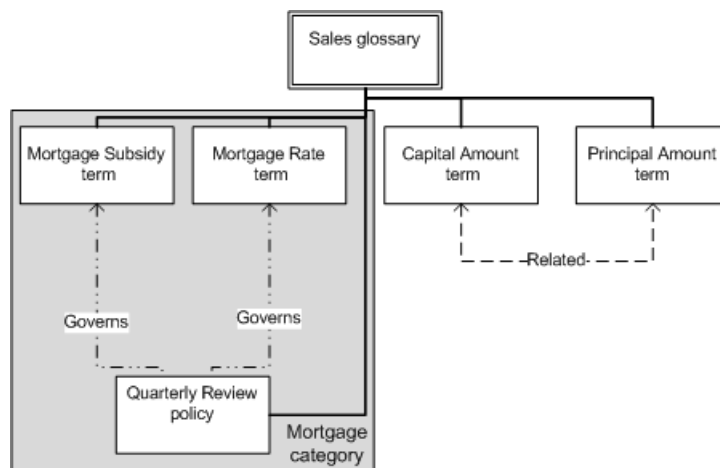 Sales glossary
Mortgage Subsidy
term
Mortgage Rate
term
Capital Amount
term
Principal Amount
term
Related
Governs
Governs
Quarterly Review
policy
Mortgage
category